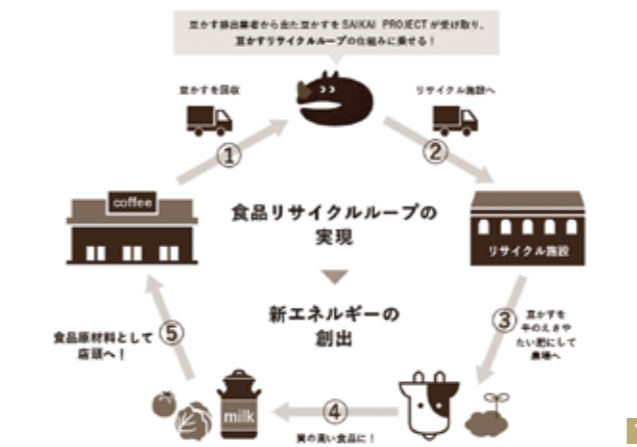 豆かす排出業者から出た豆かすをSAIKAI PROJECTが受け取り、
豆かすリサイクルループの仕組みに乗せる！
豆かすを回収
リサイクル施設へ
①
②
coffee
食品リサイクルループの
実現
リサイクル施設
新エネルギーの
創出
③
豆かすを
牛のえさや
たい肥にして
農場へ
⑤
食品原材料として
店頭へ！
milk
④
質の高い食品に！